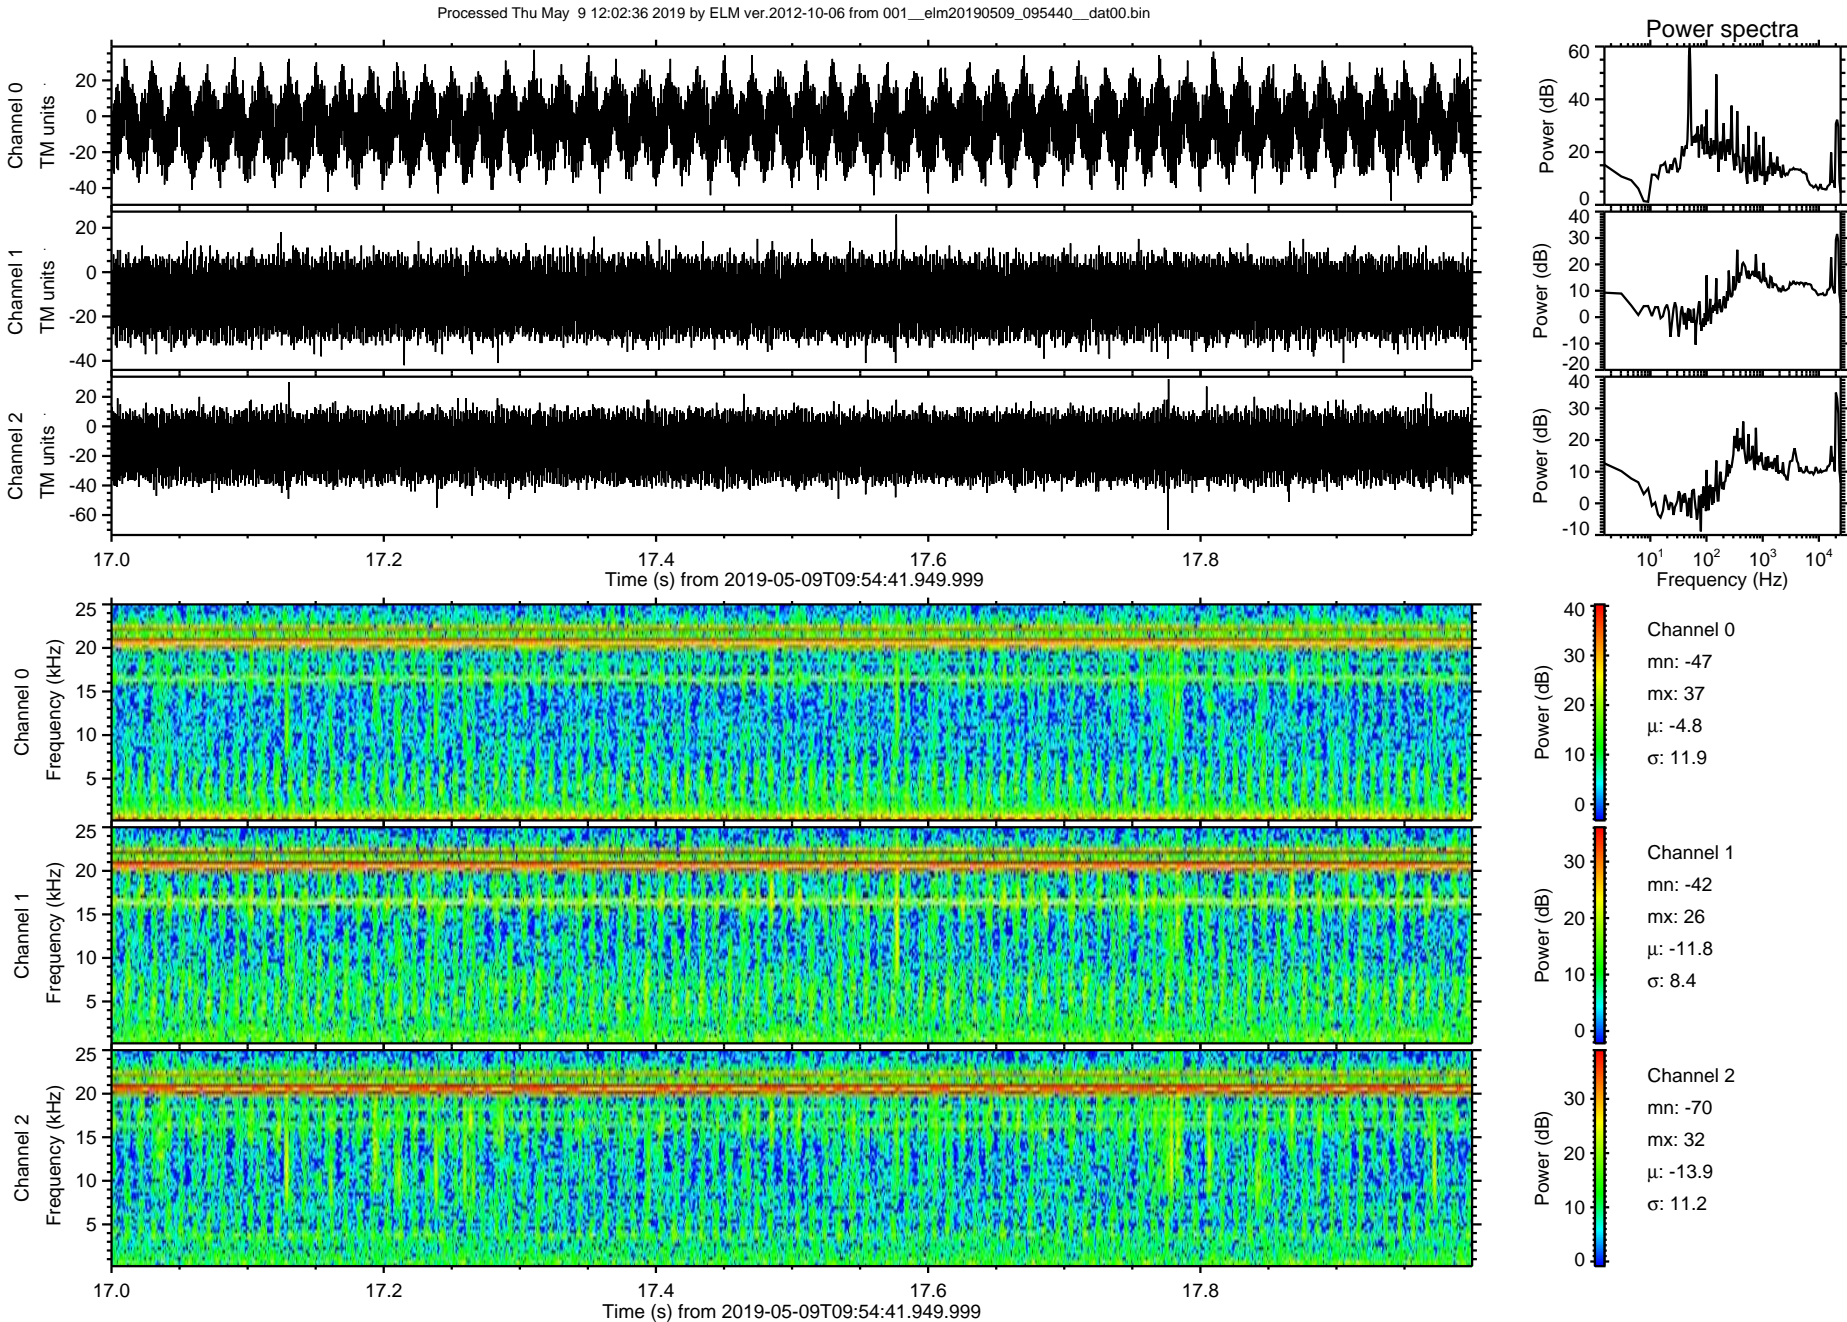 Processed Thu May  9 12:02:36 2019 by ELM ver.2012-10-06 from 001__elm20190509_095440__dat00.bin
Power spectra
Channel 0
TM units
20
0
-20
-40
Power (dB)
60
40
20
0
Channel 1
TM units
20
0
-20
-40
Power (dB)
40
30
20
10
0
-10
-20
Channel 2
TM units
20
0
-20
-40
-60
Power (dB)
40
30
20
10
0
-10
17.0 17.2 17.4 17.6 17.8
Time (s) from 2019-05-09T09:54:41.949.999
10^1 10^2 10^3 10^4
Frequency (Hz)
Channel 0
Frequency (kHz)
25
20
15
10
5
Power (dB)
40
30
20
10
0
Channel 0
mn: -47
mx: 37
μ: -4.8
σ: 11.9
Channel 1
Frequency (kHz)
25
20
15
10
5
Power (dB)
30
20
10
0
Channel 1
mn: -42
mx: 26
μ: -11.8
σ: 8.4
Channel 2
Frequency (kHz)
25
20
15
10
5
Power (dB)
30
20
10
0
Channel 2
mn: -70
mx: 32
μ: -13.9
σ: 11.2
17.0 17.2 17.4 17.6 17.8
Time (s) from 2019-05-09T09:54:41.949.999